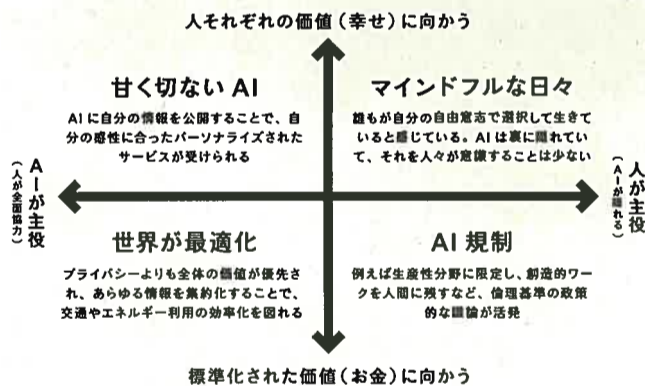 人それぞれの価値(幸せ)に向かう
甘く切ない AI
AI に自分の情報を公開することで、自
分の感性に合ったパーソナライズされた
サービスが受けられる
マインドフルな日々
誰もが自分の自由意志で選択して生きて
いると感じている。AI は裏に隠れてい
て、それを人々が意識することは少ない
AIが主役
(人が全面協力)
人が主役
(AIが隠れる)
世界が最適化
プライバシーよりも全体の価値が優先さ
れ、あらゆる情報を集約化することで、
交通やエネルギー利用の効率化を図れる
AI 規制
例えば生産性分野に限定し、創造的ワー
クを人間に残すなど、倫理基準の政策
的な議論が活発
標準化された価値(お金)に向かう